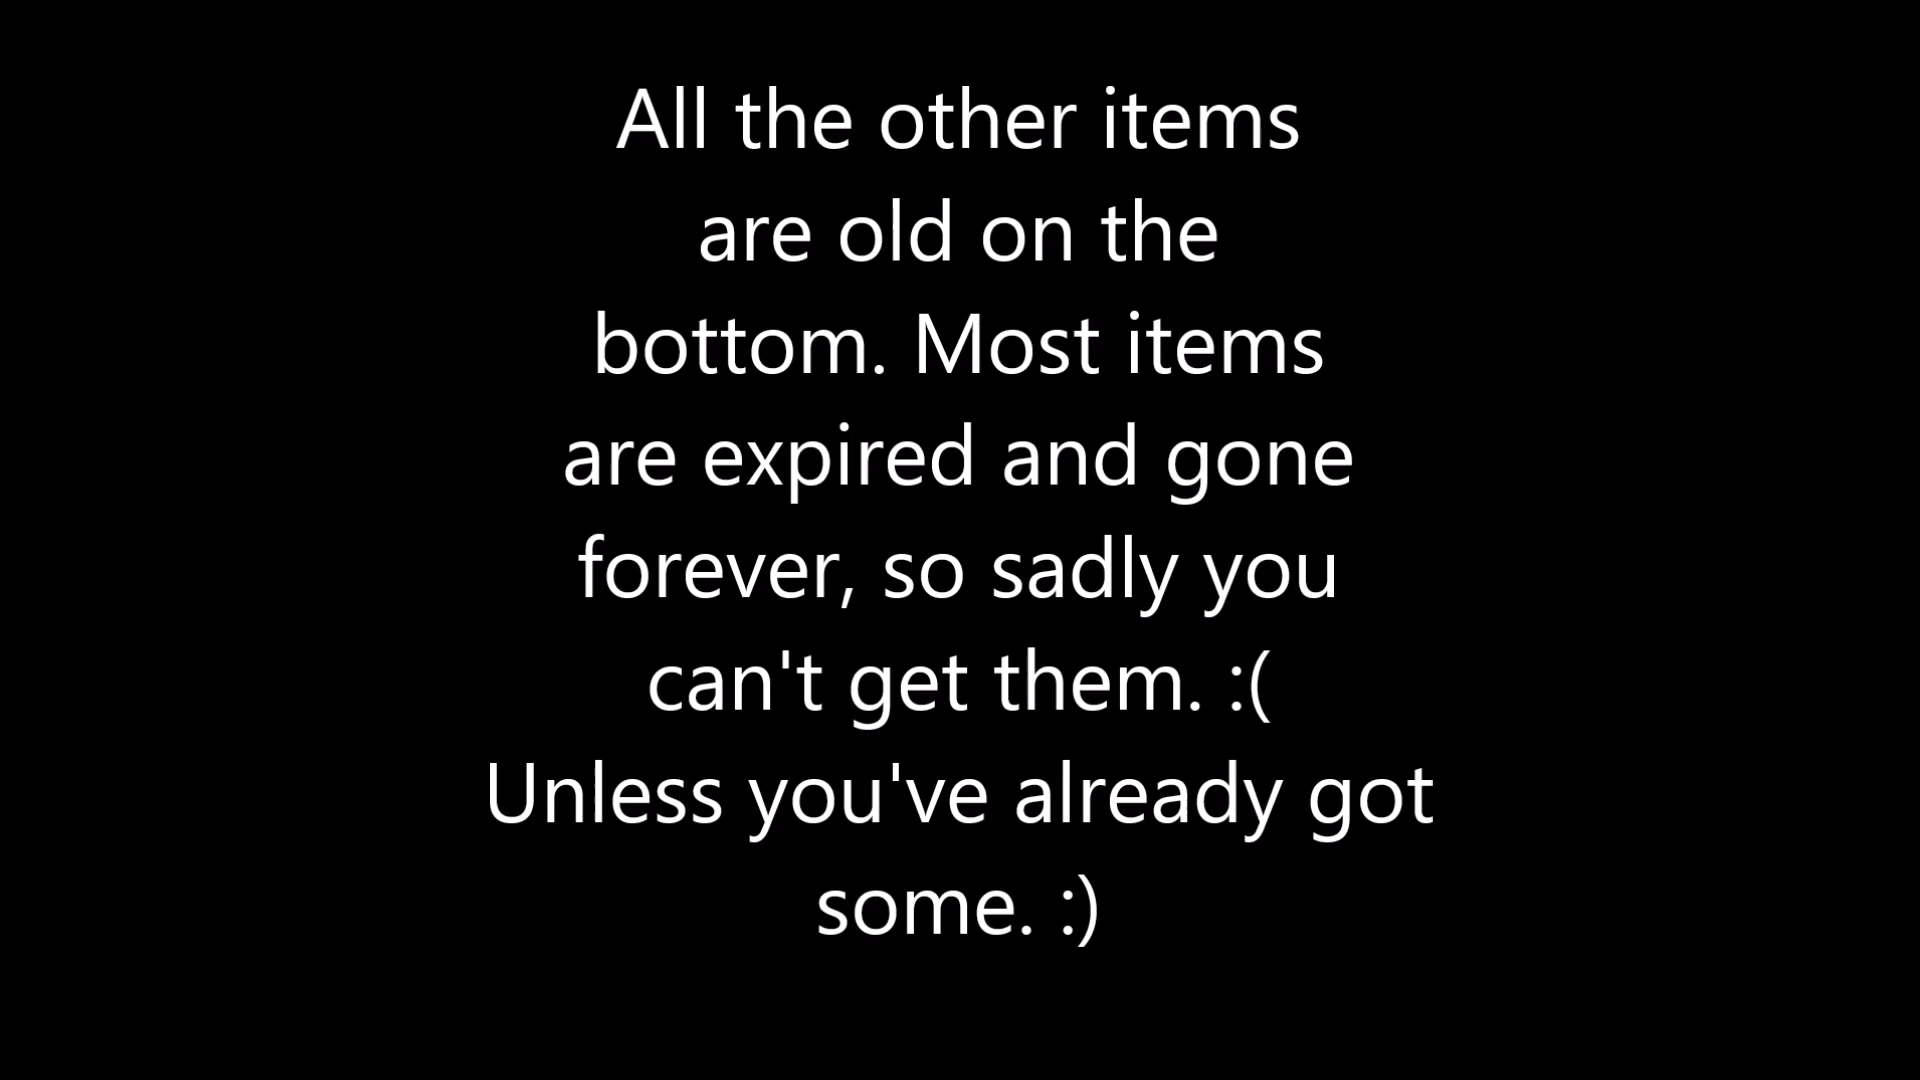 All the other items
are old on the
bottom. Most items
are expired and gone
forever, so sadly you
can't get them. :(
Unless you've already got
some. :)